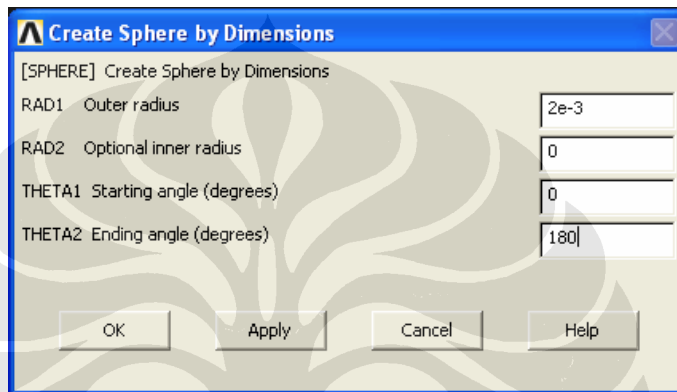 Create Sphere by Dimensions
[SPHERE] Create Sphere by Dimensions
RAD1 Outer radius 2e-3
RAD2 Optional inner radius 0
THETA1 Starting angle (degrees) 0
THETA2 Ending angle (degrees) 180
OK Apply Cancel Help